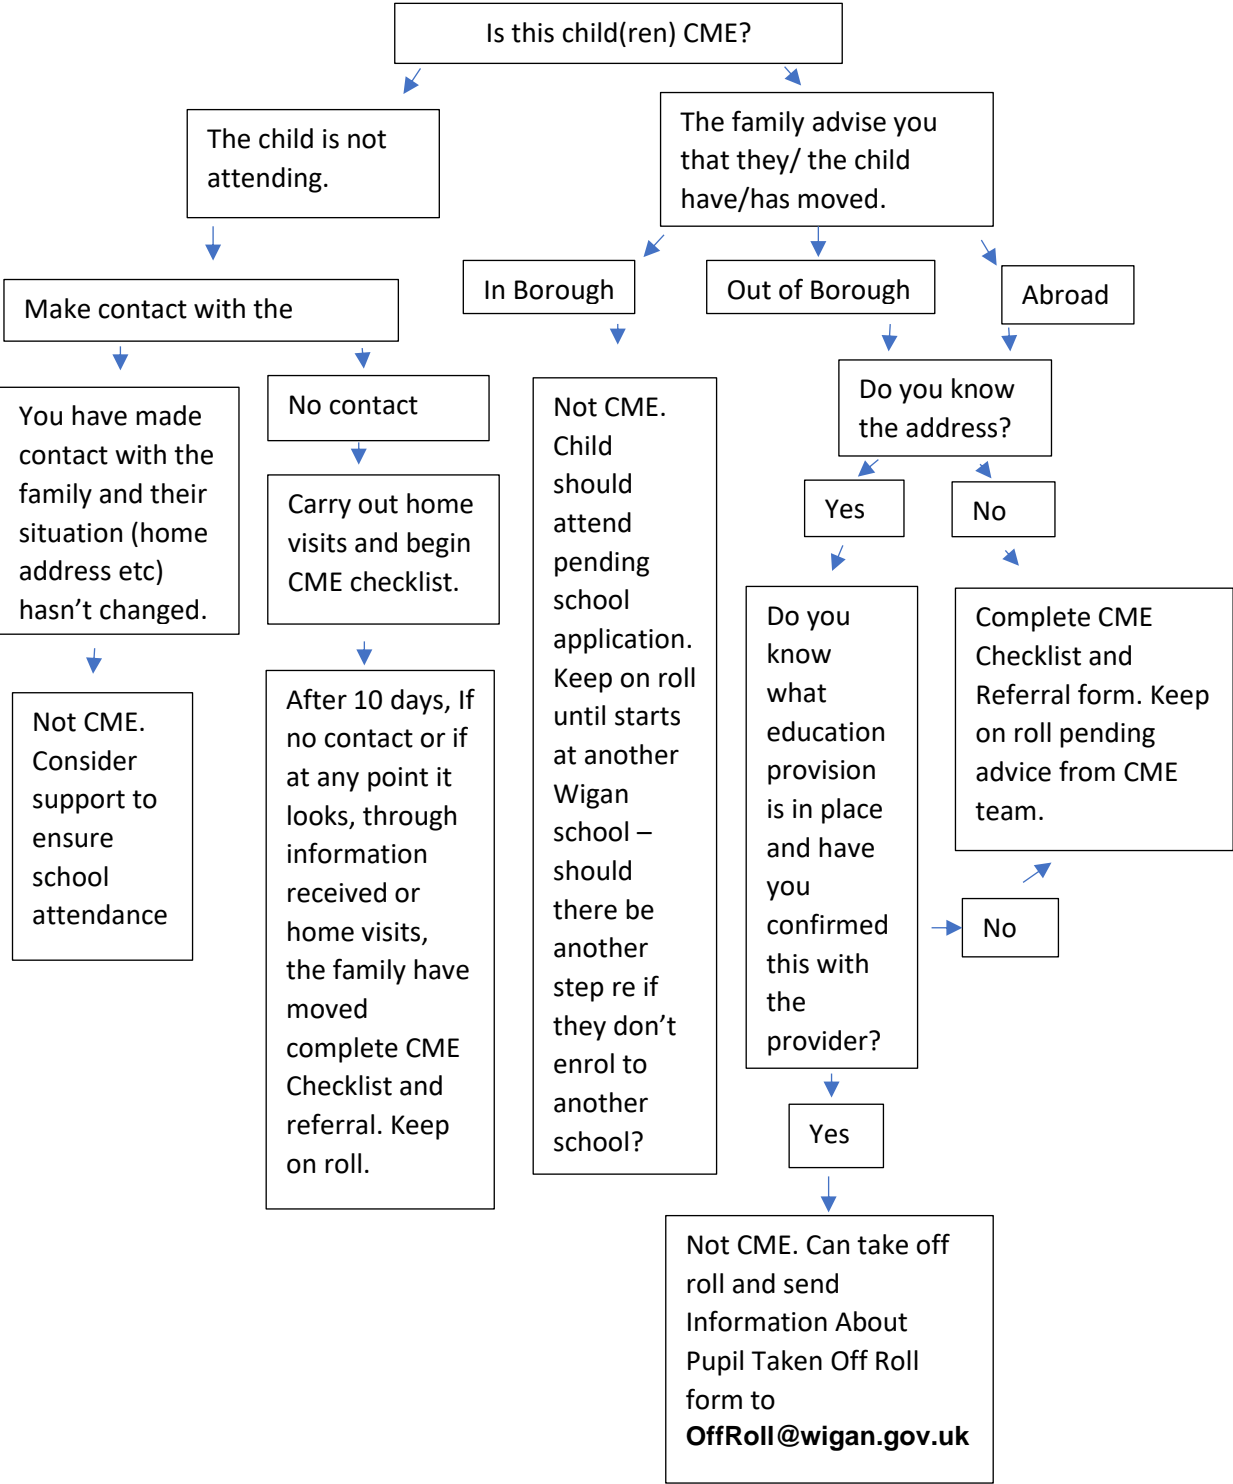 Is this child(ren) CME?
The child is not
attending.
The family advise you
that they/ the child
have/has moved.
Make contact with the
In Borough
Out of Borough
Abroad
You have made
contact with the
family and their
situation (home
address etc)
hasn't changed.
No contact
Carry out home
visits and begin
CME checklist.
Not CME.
Consider
support to
ensure
school
attendance
After 10 days, If
no contact or if
at any point it
looks, through
information
received or
home visits,
the family have
moved
complete CME
Checklist and
referral. Keep
on roll.
Not CME.
Child
should
attend
pending
school
application.
Keep on roll
until starts
at another
Wigan
school –
should
there be
another
step re if
they don't
enrol to
another
school?
Do you know
the address?
Yes
No
Do you
know
what
education
provision
is in place
and have
you
confirmed
this with
the
provider?
Complete CME
Checklist and
Referral form. Keep
on roll pending
advice from CME
team.
No
Yes
Not CME. Can take off
roll and send
Information About
Pupil Taken Off Roll
form to
OffRoll@wigan.gov.uk